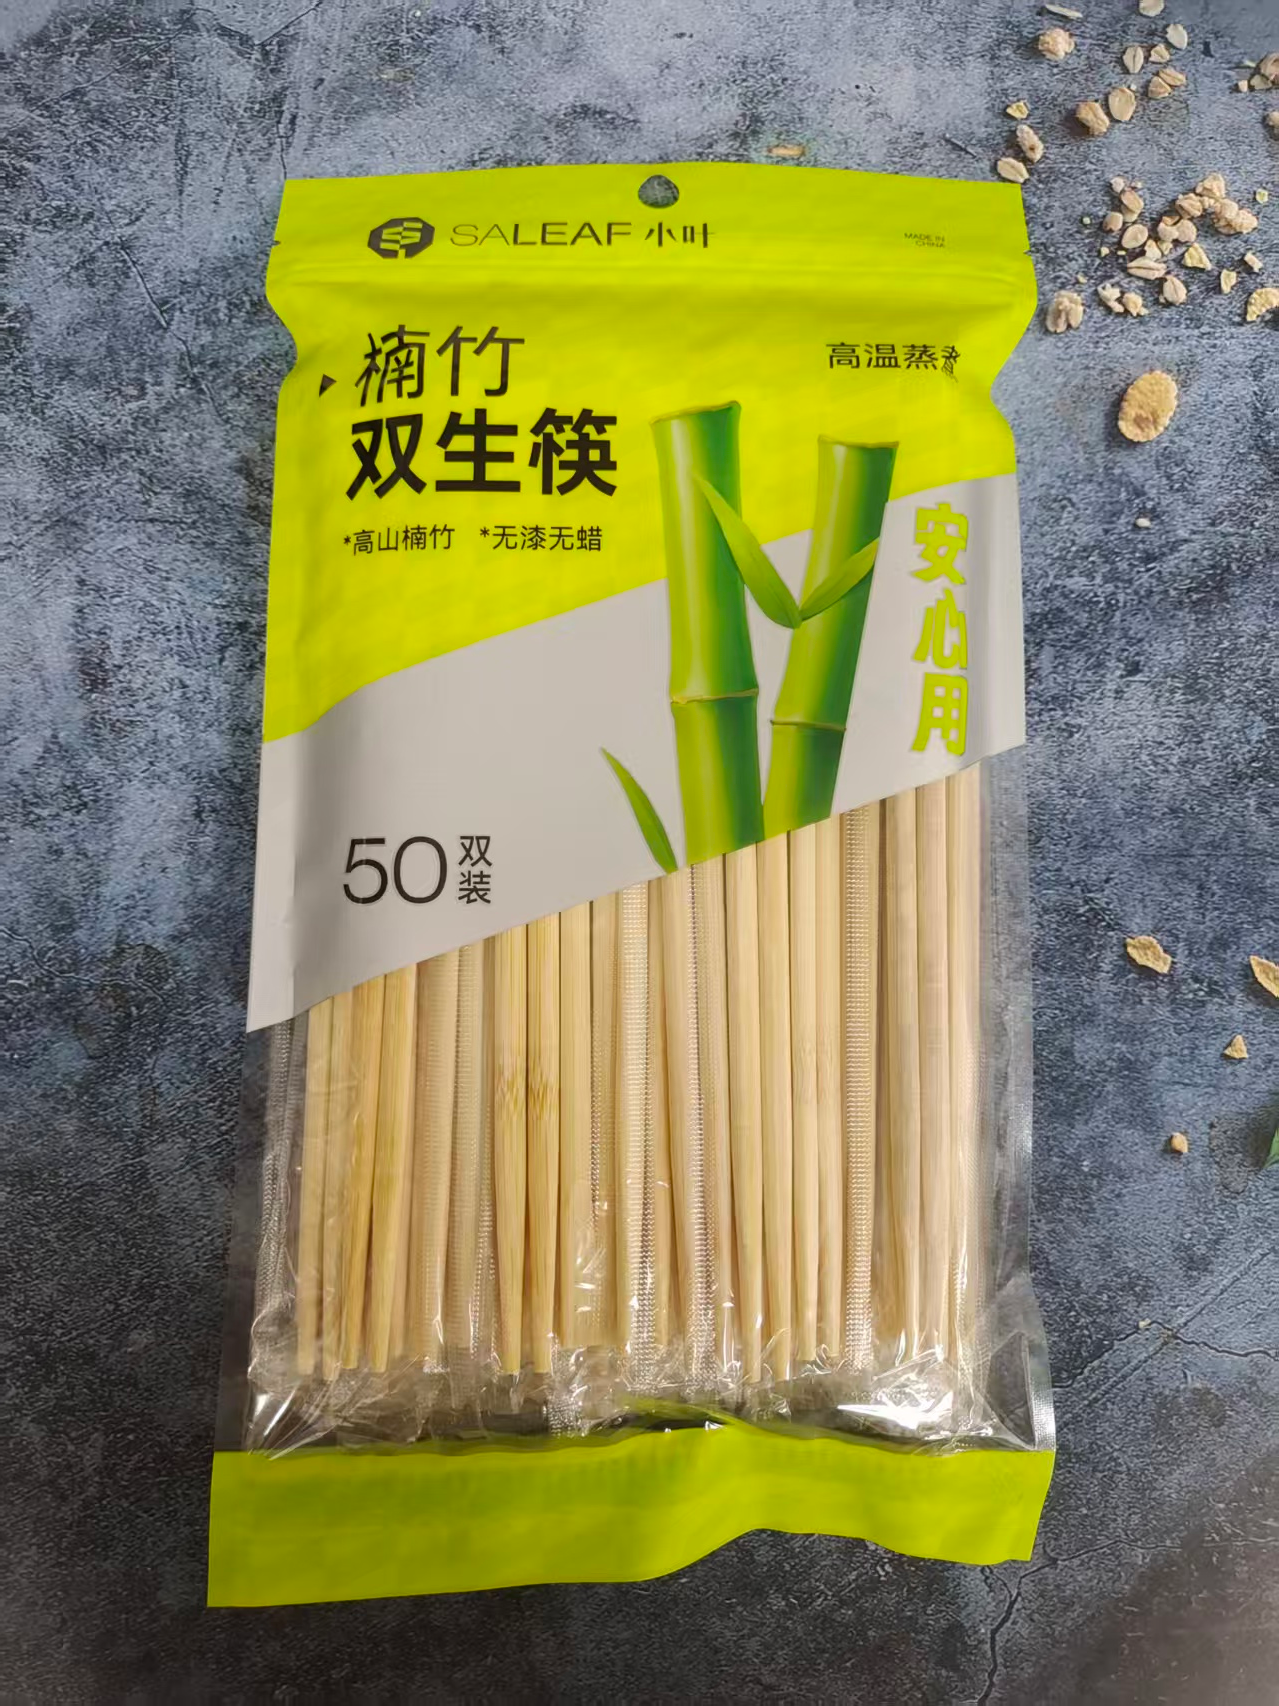 SALEAF 小叶
MADE IN
CHINA
楠竹
双生筷
高温蒸煮
*高山楠竹 *无漆无蜡
安心用
50双装